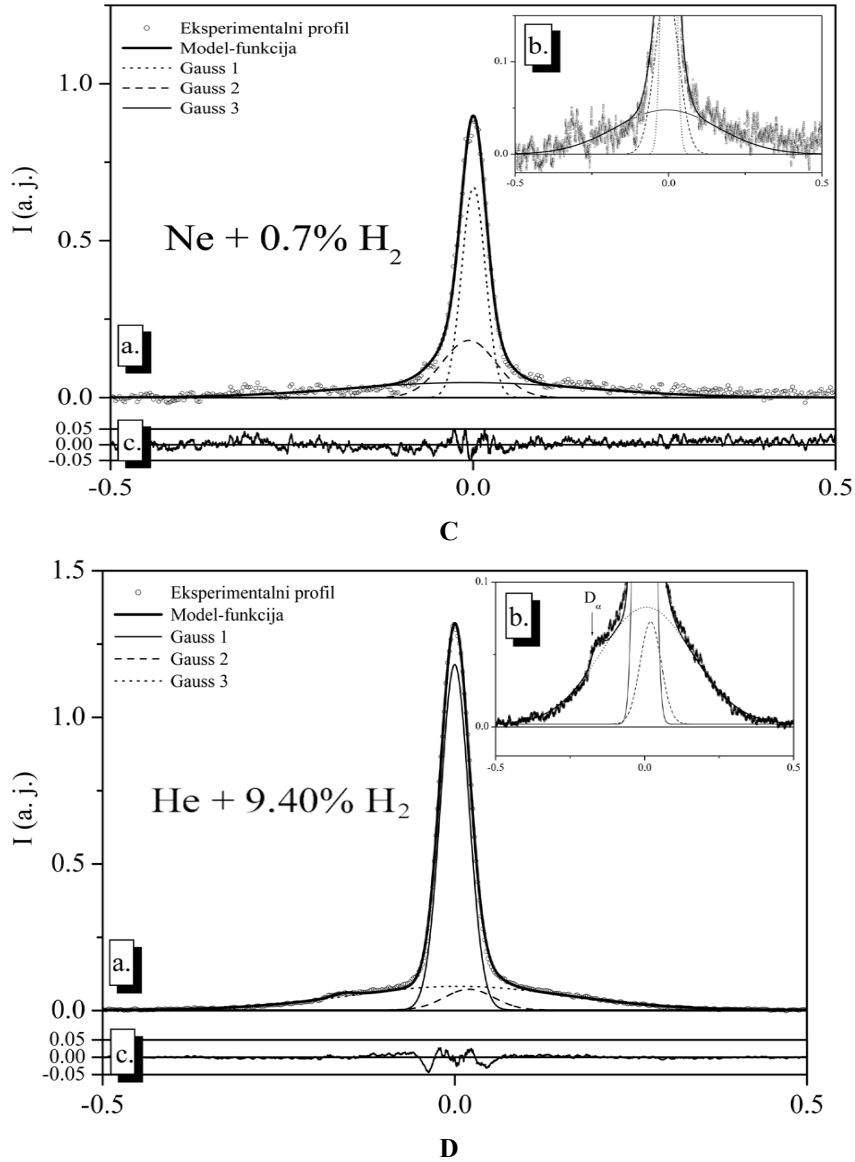 Eksperimentalni profil
Model-funkcija
Gauss 1
Gauss 2
Gauss 3
b.
0.1
0.0
-0.5 0.0 0.5
1.0
0.5
0.0
I (a. j.)
Ne + 0.7% H2
a.
c.
0.05
0.00
-0.05
-0.5 0.0 0.5
C
1.5
1.0
0.5
0.0
I (a. j.)
Eksperimentalni profil
Model-funkcija
Gauss 1
Gauss 2
Gauss 3
b.
Dα
0.1
0.0
-0.5 0.0 0.5
He + 9.40% H2
a.
c.
0.05
0.00
-0.05
-0.5 0.0 0.5
D